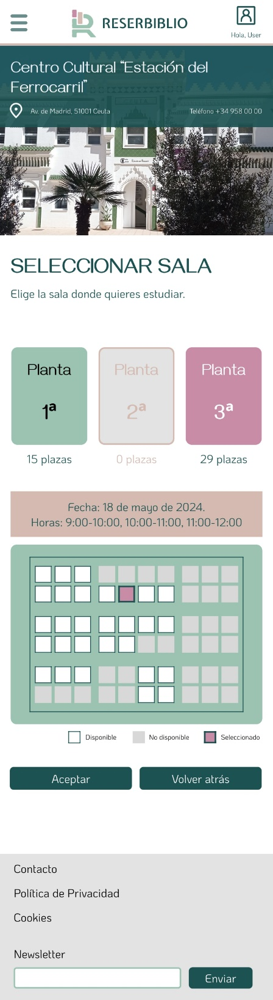 RESERBIBLIO
Hola, User
Centro Cultural “Estación del
Ferrocarril”
Av. de Madrid, 51001 Ceuta
Teléfono +34 958 00 00
SELECCIONAR SALA
Elige la sala donde quieres estudiar.
Planta
1ª
15 plazas
Planta
2ª
0 plazas
Planta
3ª
29 plazas
Fecha: 18 de mayo de 2024.
Horas: 9:00-10:00, 10:00-11:00, 11:00-12:00
Disponible
No disponible
Seleccionado
Aceptar
Volver atrás
Contacto
Política de Privacidad
Cookies
Newsletter
Enviar